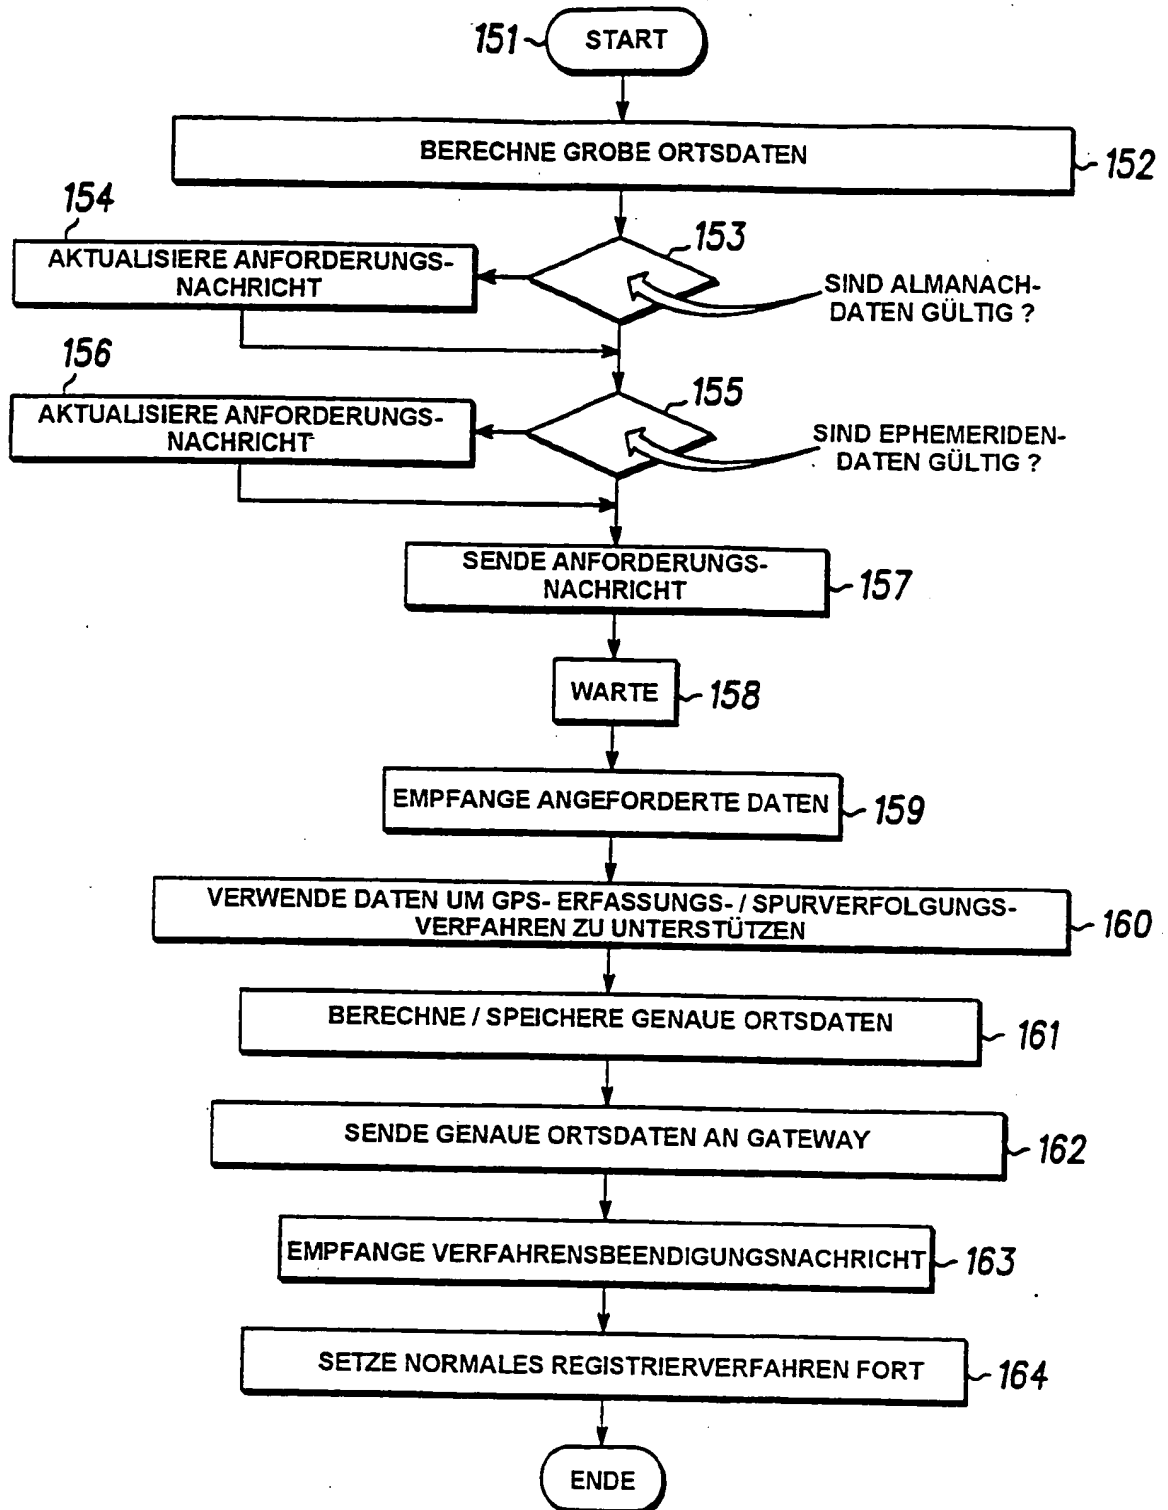 151
START
BERECHNE GROBE ORTSDATEN
152
154
153
AKTUALISIERE ANFORDERUNGS-
NACHRICHT
SIND ALMANACH-
DATEN GÜLTIG ?
156
155
AKTUALISIERE ANFORDERUNGS-
NACHRICHT
SIND EPHEMERIDEN-
DATEN GÜLTIG ?
SENDE ANFORDERUNGS-
NACHRICHT
157
WARTE
158
EMPFANGE ANGEFORDERTE DATEN
159
VERWENDE DATEN UM GPS- ERFASSUNGS- / SPURVERFOLGUNGS-
VERFAHREN ZU UNTERSTÜTZEN
160
BERECHNE / SPEICHERE GENAUE ORTSDATEN
161
SENDE GENAUE ORTSDATEN AN GATEWAY
162
EMPFANGE VERFAHRENSBEENDIGUNGSNACHRICHT
163
SETZE NORMALES REGISTRIERVERFAHREN FORT
164
ENDE